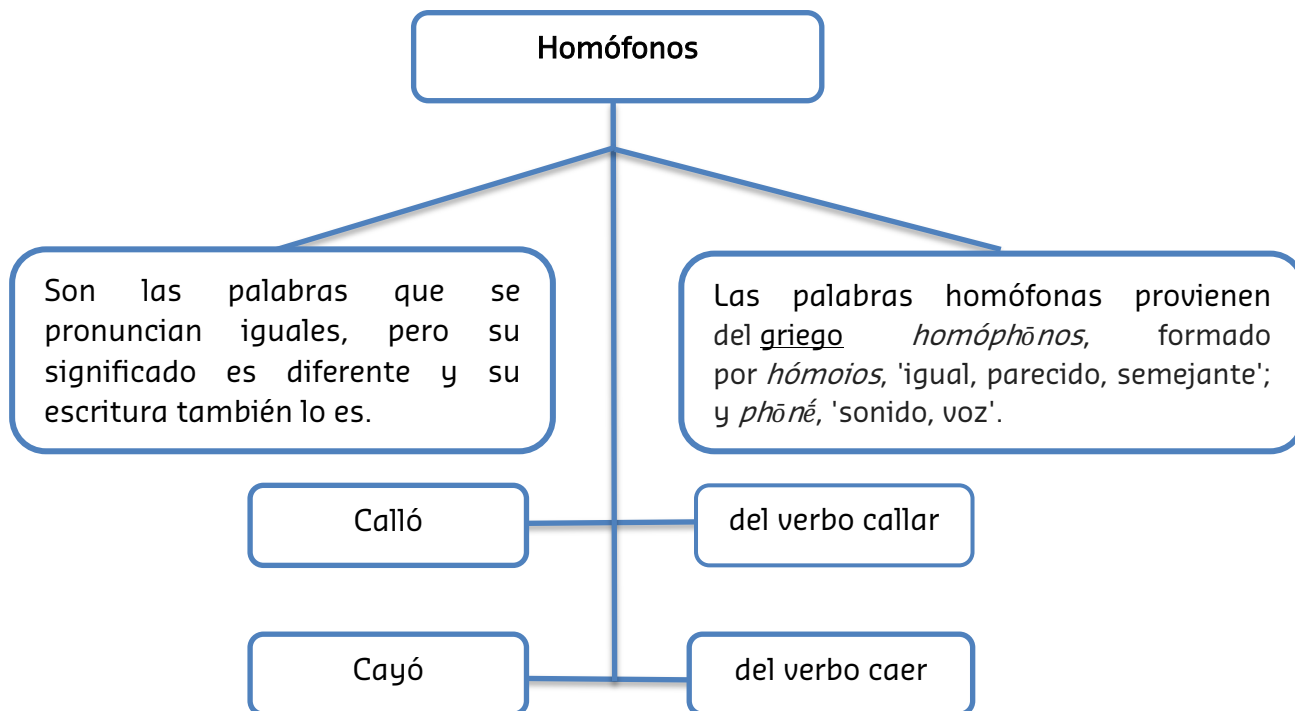 Homófonos
Son las palabras que se
pronuncian iguales, pero su
significado es diferente y su
escritura también lo es.
Las palabras homófonas provienen
del griego homóphōnos, formado
por hómoios, 'igual, parecido, semejante';
y phōnḗ, 'sonido, voz'.
Calló
del verbo callar
Cayó
del verbo caer